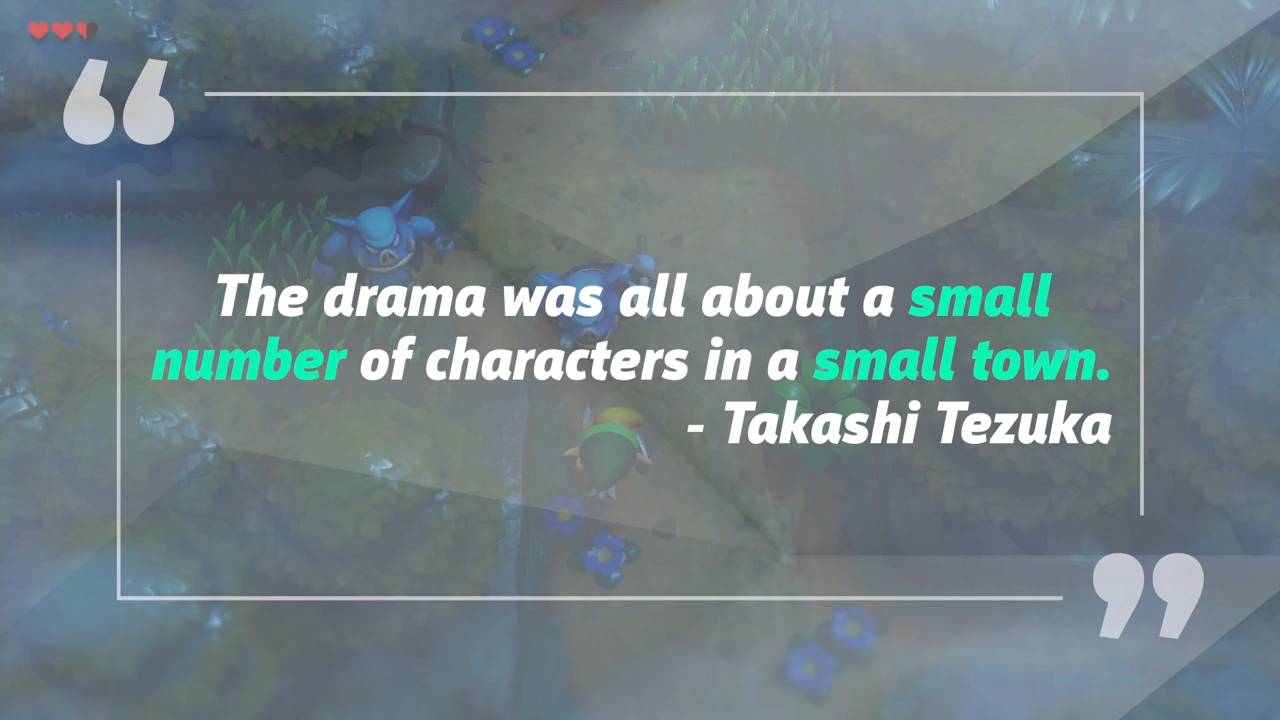 “
The drama was all about a small
number of characters in a small town.
- Takashi Tezuka
”